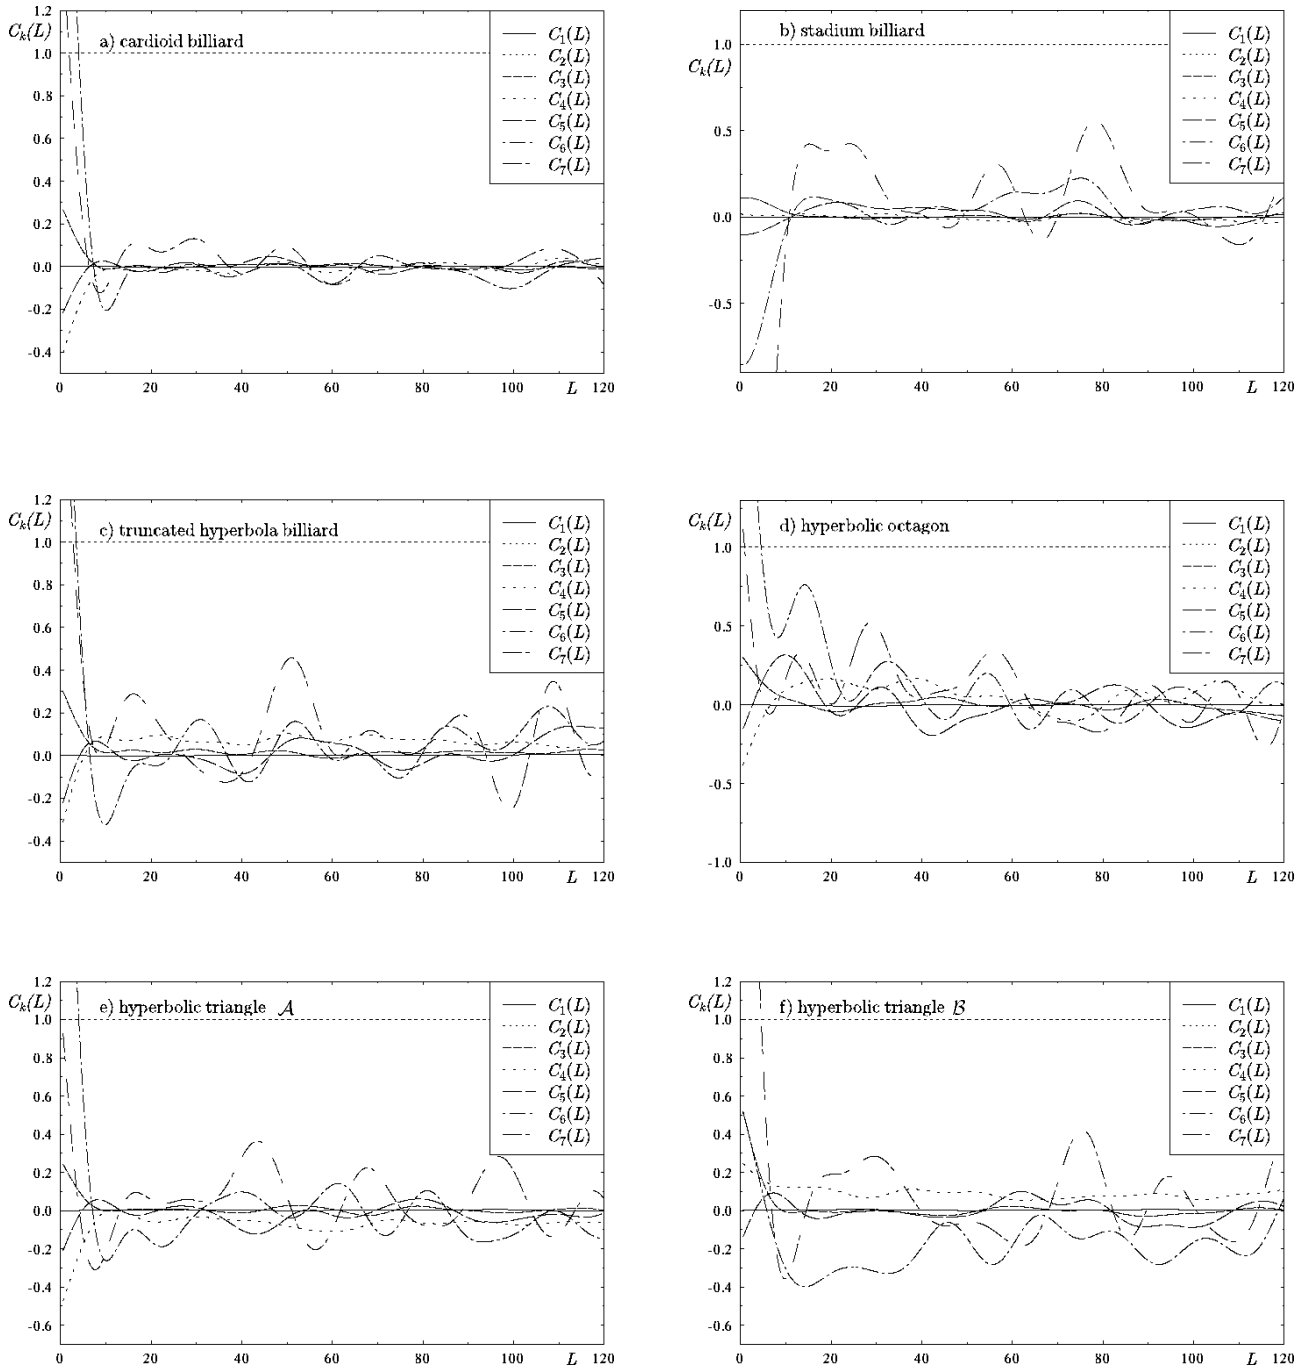 a) cardioid billiard
C_k(L)
1.2
1.0
0.8
0.6
0.4
0.2
0.0
-0.2
-0.4
0
20
40
60
80
100
L
120
C_1(L)
C_2(L)
C_3(L)
C_4(L)
C_5(L)
C_6(L)
C_7(L)
b) stadium billiard
C_k(L)
1.0
0.5
0.0
-0.5
0
20
40
60
80
100
L
120
C_1(L)
C_2(L)
C_3(L)
C_4(L)
C_5(L)
C_6(L)
C_7(L)
c) truncated hyperbola billiard
C_k(L)
1.2
1.0
0.8
0.6
0.4
0.2
0.0
-0.2
-0.4
0
20
40
60
80
100
L
120
C_1(L)
C_2(L)
C_3(L)
C_4(L)
C_5(L)
C_6(L)
C_7(L)
d) hyperbolic octagon
C_k(L)
1.0
0.5
0.0
-0.5
-1.0
0
20
40
60
80
100
L
120
C_1(L)
C_2(L)
C_3(L)
C_4(L)
C_5(L)
C_6(L)
C_7(L)
e) hyperbolic triangle 𝒜
C_k(L)
1.2
1.0
0.8
0.6
0.4
0.2
0.0
-0.2
-0.4
-0.6
0
20
40
60
80
100
L
120
C_1(L)
C_2(L)
C_3(L)
C_4(L)
C_5(L)
C_6(L)
C_7(L)
f) hyperbolic triangle ℬ
C_k(L)
1.2
1.0
0.8
0.6
0.4
0.2
0.0
-0.2
-0.4
-0.6
0
20
40
60
80
100
L
120
C_1(L)
C_2(L)
C_3(L)
C_4(L)
C_5(L)
C_6(L)
C_7(L)